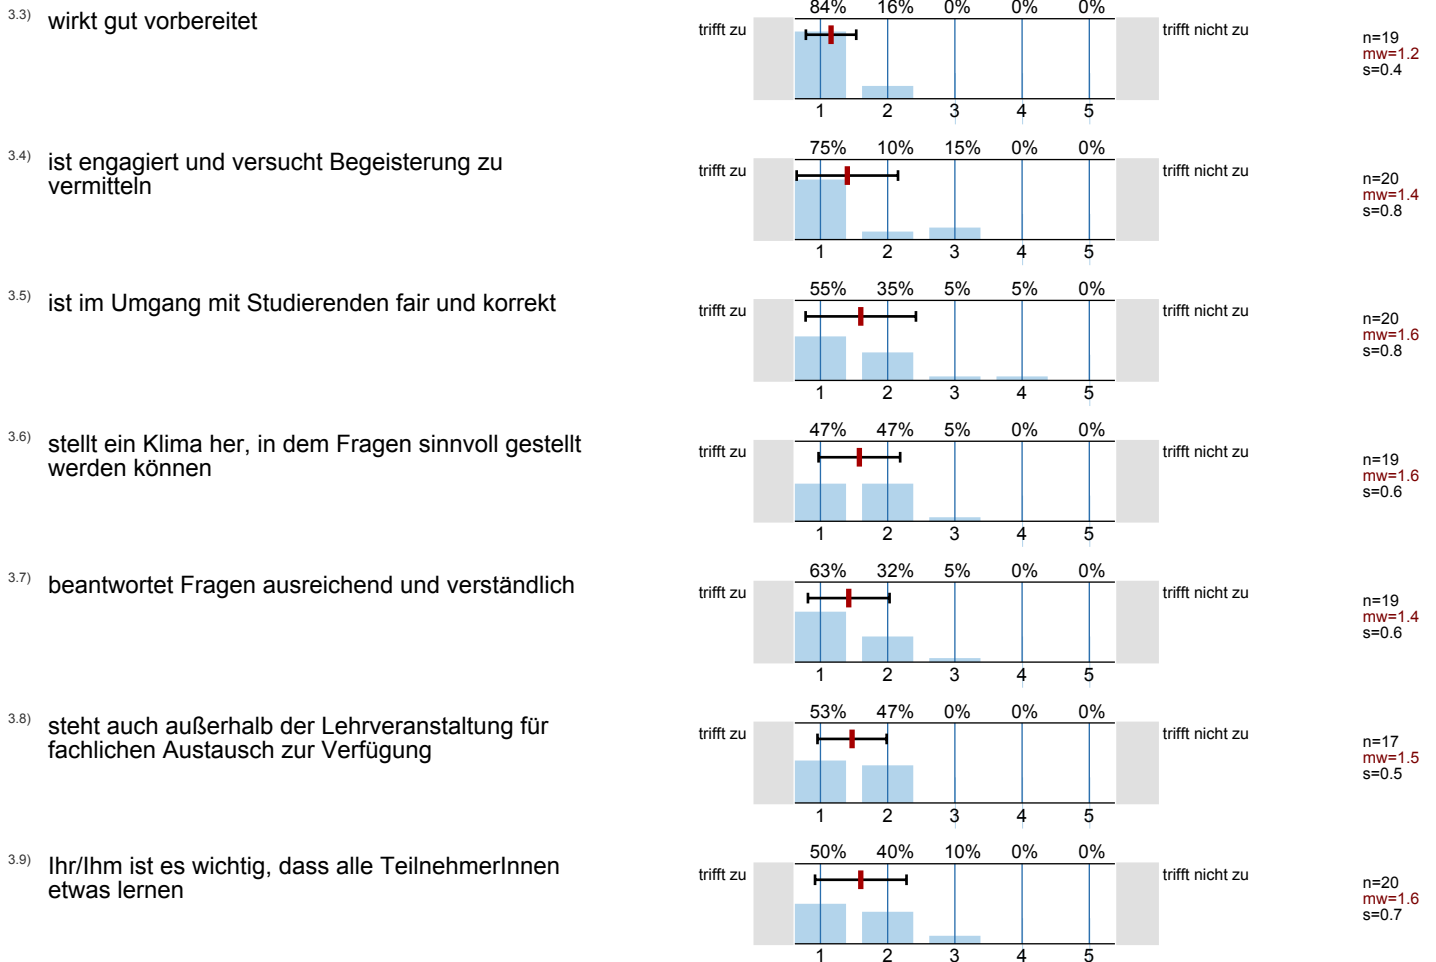 3.3) wirkt gut vorbereitet
84% 16% 0% 0% 0%
trifft zu trifft nicht zu
n=19
mw=1.2
s=0.4
1 2 3 4 5
3.4) ist engagiert und versucht Begeisterung zu
vermitteln
75% 10% 15% 0% 0%
trifft zu trifft nicht zu
n=20
mw=1.4
s=0.8
1 2 3 4 5
3.5) ist im Umgang mit Studierenden fair und korrekt
55% 35% 5% 5% 0%
trifft zu trifft nicht zu
n=20
mw=1.6
s=0.8
1 2 3 4 5
3.6) stellt ein Klima her, in dem Fragen sinnvoll gestellt
werden können
47% 47% 5% 0% 0%
trifft zu trifft nicht zu
n=19
mw=1.6
s=0.6
1 2 3 4 5
3.7) beantwortet Fragen ausreichend und verständlich
63% 32% 5% 0% 0%
trifft zu trifft nicht zu
n=19
mw=1.4
s=0.6
1 2 3 4 5
3.8) steht auch außerhalb der Lehrveranstaltung für
fachlichen Austausch zur Verfügung
53% 47% 0% 0% 0%
trifft zu trifft nicht zu
n=17
mw=1.5
s=0.5
1 2 3 4 5
3.9) Ihr/Ihm ist es wichtig, dass alle TeilnehmerInnen
etwas lernen
50% 40% 10% 0% 0%
trifft zu trifft nicht zu
n=20
mw=1.6
s=0.7
1 2 3 4 5